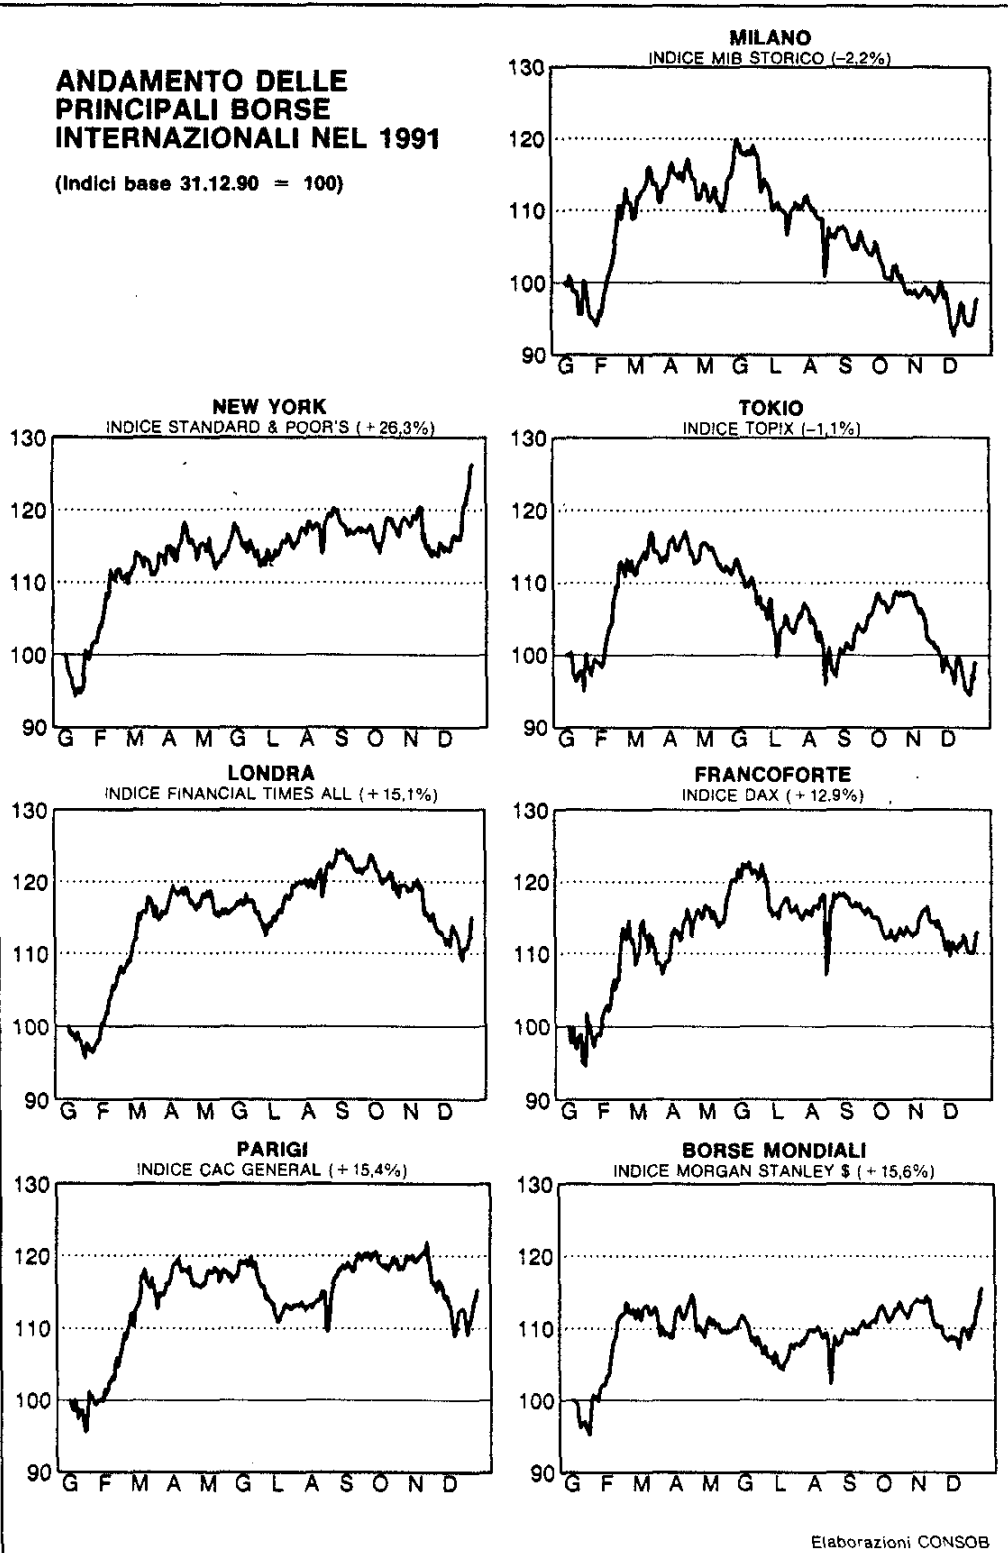 ANDAMENTO DELLE
PRINCIPALI BORSE
INTERNAZIONALI NEL 1991
(Indici base 31.12.90 = 100)
MILANO
INDICE MIB STORICO (–2,2%)
130
120
110
100
90
G F M A M G L A S O N D
NEW YORK
INDICE STANDARD & POOR'S (+26,3%)
130
120
110
100
90
G F M A M G L A S O N D
TOKIO
INDICE TOPIX (–1,1%)
130
120
110
100
90
G F M A M G L A S O N D
LONDRA
INDICE FINANCIAL TIMES ALL (+15,1%)
130
120
110
100
90
G F M A M G L A S O N D
FRANCOFORTE
INDICE DAX (+12.9%)
130
120
110
100
90
G F M A M G L A S O N D
PARIGI
INDICE CAC GENERAL (+15,4%)
130
120
110
100
90
G F M A M G L A S O N D
BORSE MONDIALI
INDICE MORGAN STANLEY $ (+15,6%)
130
120
110
100
90
G F M A M G L A S O N D
Elaborazioni CONSOB